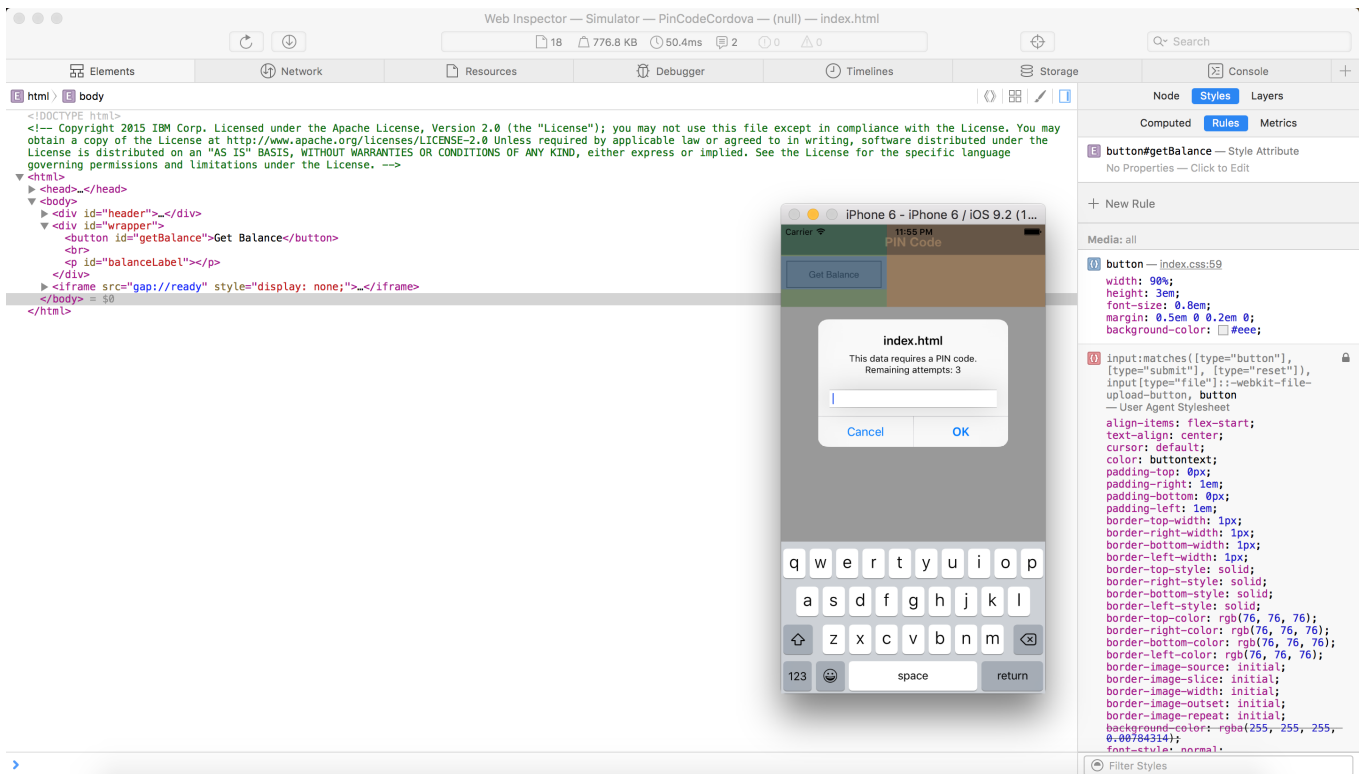 Web Inspector — Simulator — PinCodeCordova — (null) — index.html
18 776.8 KB 50.4ms 2 0 0
Search
Elements Network Resources Debugger Timelines Storage Console
E html E body
Node Styles Layers
<!DOCTYPE html>
<!-- Copyright 2015 IBM Corp. Licensed under the Apache License, Version 2.0 (the "License"); you may not use this file except in compliance with the License. You may
obtain a copy of the License at http://www.apache.org/licenses/LICENSE-2.0 Unless required by applicable law or agreed to in writing, software distributed under the
License is distributed on an "AS IS" BASIS, WITHOUT WARRANTIES OR CONDITIONS OF ANY KIND, either express or implied. See the License for the specific language
governing permissions and limitations under the License. -->
<html>
<head>…</head>
<body>
<div id="header">…</div>
<div id="wrapper">
<button id="getBalance">Get Balance</button>
<br>
<p id="balanceLabel"></p>
</div>
<iframe src="gap://ready" style="display: none;">…</iframe>
</body> = $0
</html>
iPhone 6 - iPhone 6 / iOS 9.2 (1...
Carrier 11:55 PM
PIN Code
Get Balance
index.html
This data requires a PIN code.
Remaining attempts: 3
Cancel OK
q w e r t y u i o p
a s d f g h j k l
z x c v b n m
123 space return
Computed Rules Metrics
E button#getBalance — Style Attribute
No Properties — Click to Edit
+ New Rule
Media: all
{} button — index.css:59
width: 90%;
height: 3em;
font-size: 0.8em;
margin: 0.5em 0 0.2em 0;
background-color: #eee;
{} input:matches([type="button"],
[type="submit"], [type="reset"]),
input[type="file"]::-webkit-file-
upload-button, button
— User Agent Stylesheet
align-items: flex-start;
text-align: center;
cursor: default;
color: buttontext;
padding-top: 0px;
padding-right: 1em;
padding-bottom: 0px;
padding-left: 1em;
border-top-width: 1px;
border-right-width: 1px;
border-bottom-width: 1px;
border-left-width: 1px;
border-top-style: solid;
border-right-style: solid;
border-bottom-style: solid;
border-left-style: solid;
border-top-color: rgb(76, 76, 76);
border-right-color: rgb(76, 76, 76);
border-bottom-color: rgb(76, 76, 76);
border-left-color: rgb(76, 76, 76);
border-image-source: initial;
border-image-slice: initial;
border-image-width: initial;
border-image-outset: initial;
border-image-repeat: initial;
background-color: rgba(255, 255, 255,
0.00784314);
font-style: normal;
Filter Styles